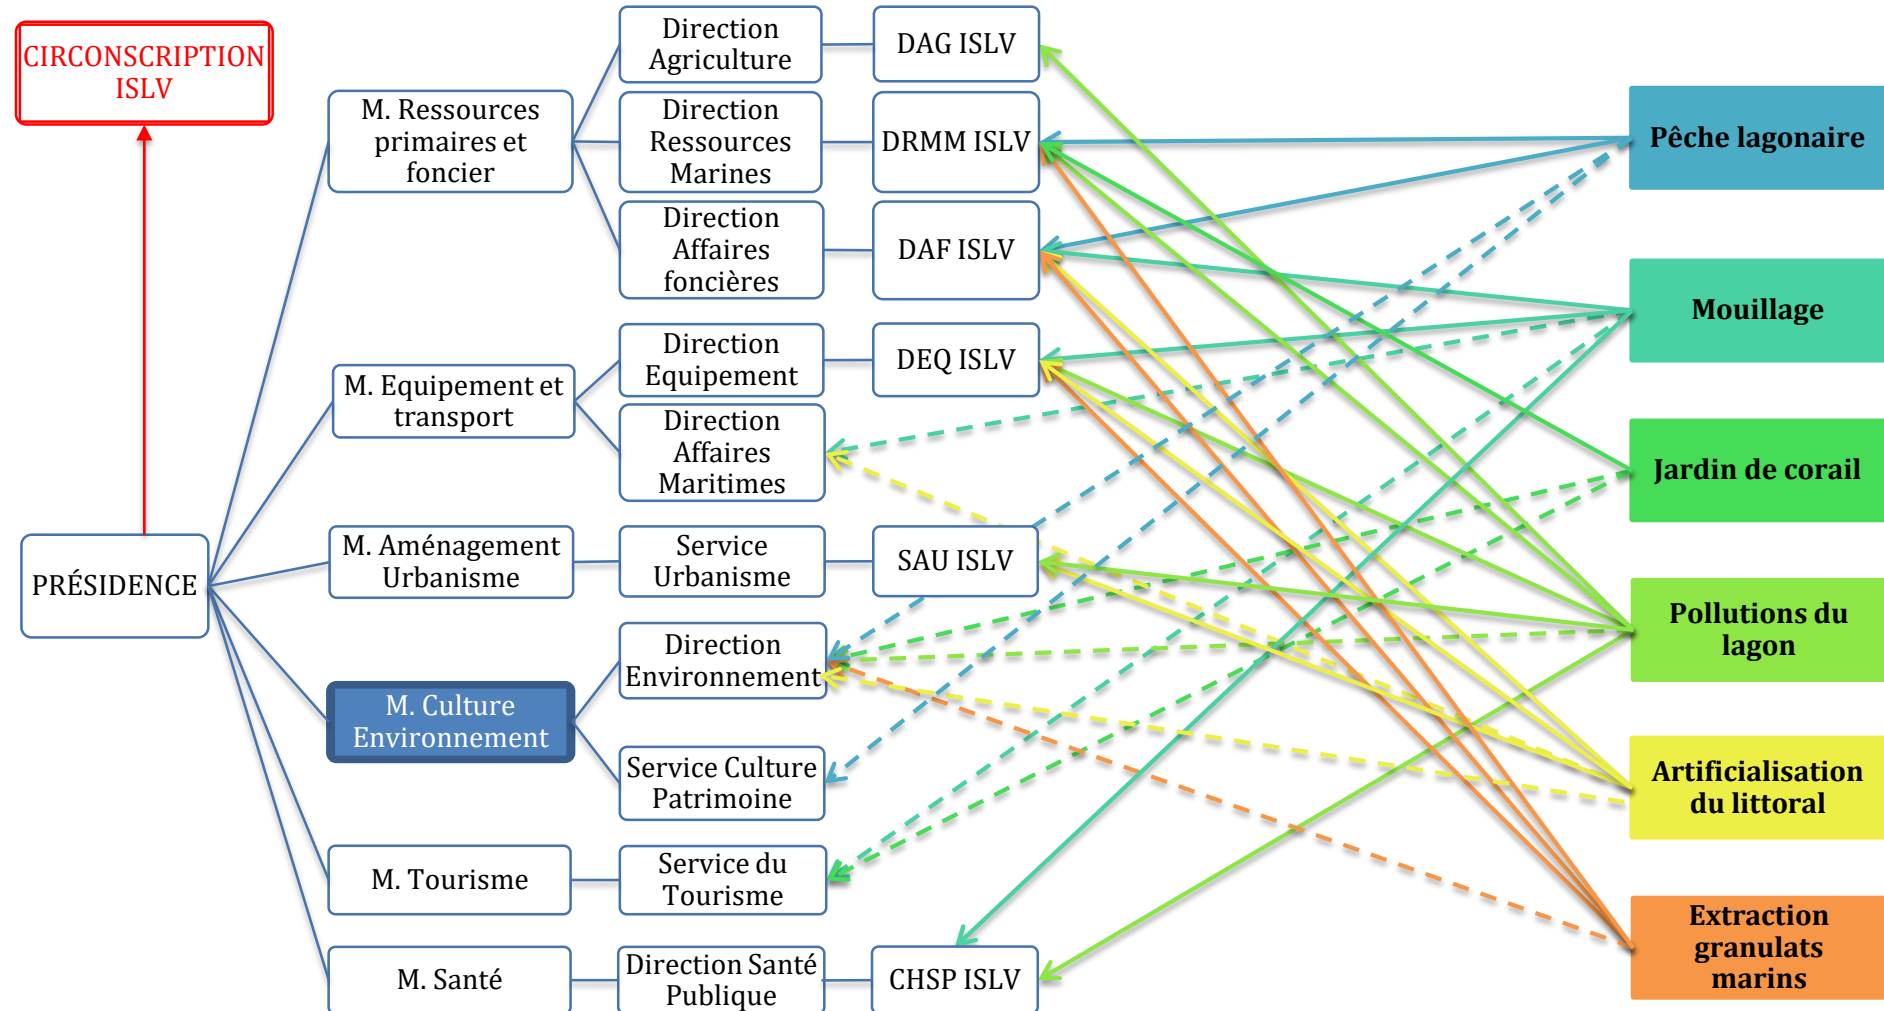 CIRCONSCRIPTION
ISLV
PRÉSIDENCE
M. Ressources
primaires et
foncier
M. Equipement et
transport
M. Aménagement
Urbanisme
M. Culture
Environnement
M. Tourisme
M. Santé
Direction
Agriculture
Direction
Ressources
Marines
Direction
Affaires
foncières
Direction
Equipement
Direction
Affaires
Maritimes
Service
Urbanisme
Direction
Environnement
Service Culture
Patrimoine
Service du
Tourisme
Direction Santé
Publique
DAG ISLV
DRMM ISLV
DAF ISLV
DEQ ISLV
SAU ISLV
CHSP ISLV
Pêche lagonaire
Mouillage
Jardin de corail
Pollutions du
lagon
Artificialisation
du littoral
Extraction
granulats
marins